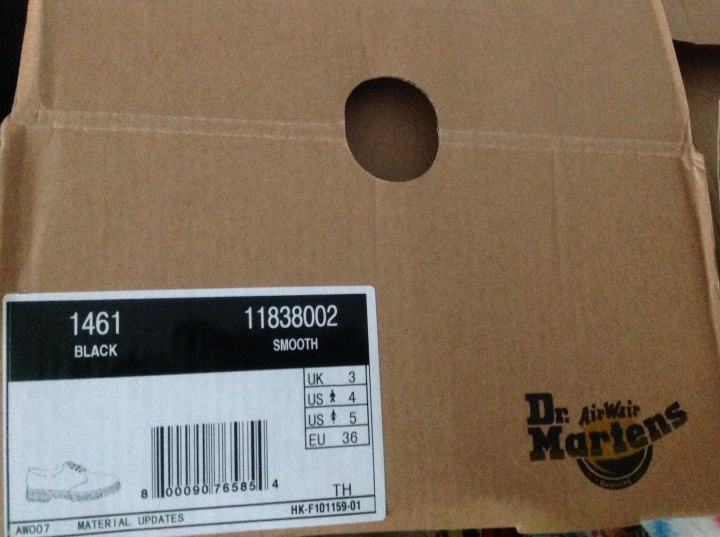 1461 11838002
BLACK SMOOTH
UK 3
US 4
US 5
EU 36
8 00090 76585 4
TH
HK-F101159-01
AW007 MATERIAL UPDATES
Dr. AirWair
Martens